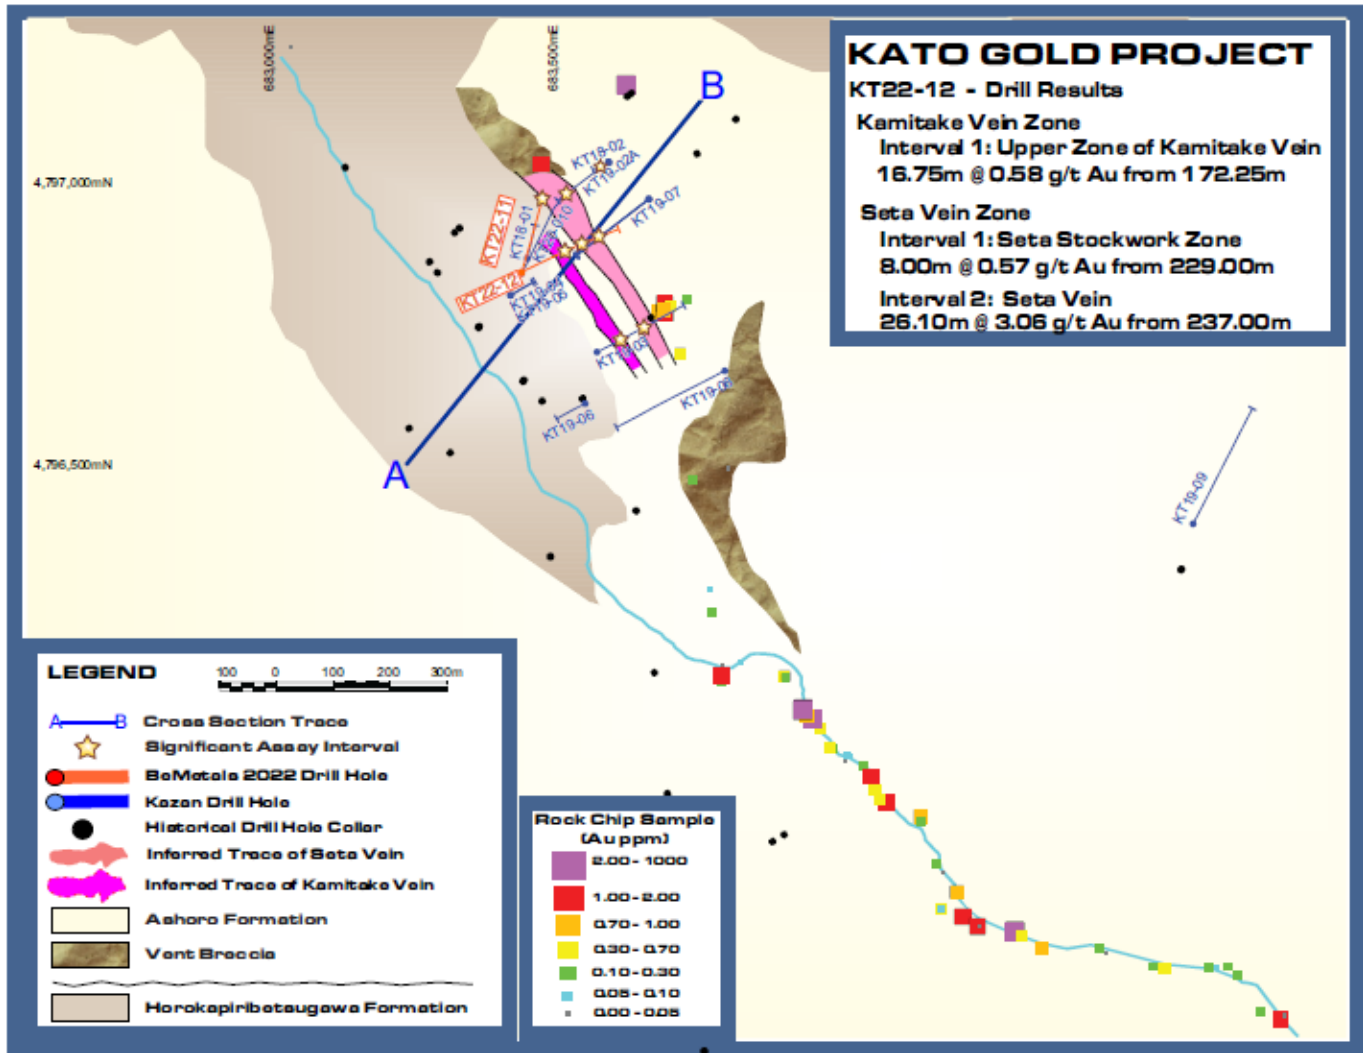 683,000mE
683,500mE
4,797,000mN
4,796,500mN
B
A
KATO GOLD PROJECT
KT22-12 - Drill Results
Kamitake Vein Zone
Interval 1: Upper Zone of Kamitake Vein
16.75m @ 0.58 g/t Au from 172.25m
Seta Vein Zone
Interval 1: Seta Stockwork Zone
8.00m @ 0.57 g/t Au from 229.00m
Interval 2: Seta Vein
26.10m @ 3.06 g/t Au from 237.00m
KT18-02
KT19-02A
KT19-07
KT22-11
KT18-01
KT22-12
KT19-04
KT19-05
KT19-03
KT19-08
KT19-06
KT19-09
LEGEND
100 0 100 200 300m
A B Cross Section Trace
Significant Assay Interval
BeMetals 2022 Drill Hole
Kazan Drill Hole
Historical Drill Hole Collar
Inferred Trace of Seta Vein
Inferred Trace of Kamitake Vein
Ashoro Formation
Vent Breccia
Horokapiribetsugawa Formation
Rock Chip Sample
(Au ppm)
2.00 - 1000
1.00 - 2.00
0.70 - 1.00
0.30 - 0.70
0.10 - 0.30
0.05 - 0.10
0.00 - 0.05